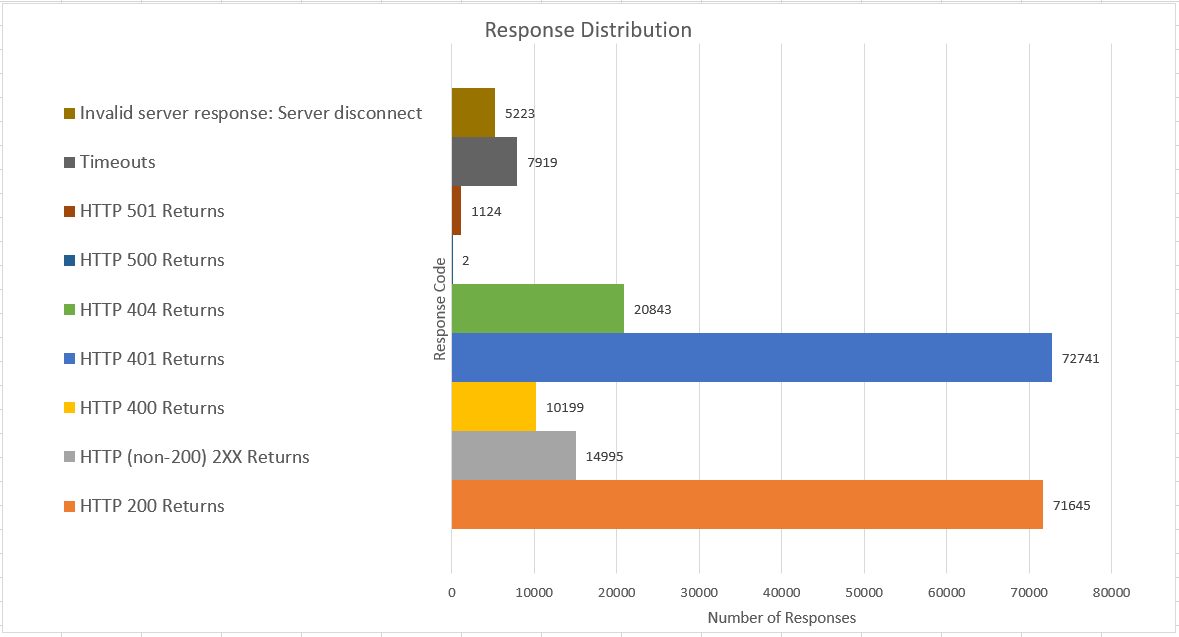 Response Distribution
Invalid server response: Server disconnect
5223
Timeouts
7919
HTTP 501 Returns
1124
HTTP 500 Returns
2
HTTP 404 Returns
20843
HTTP 401 Returns
72741
HTTP 400 Returns
10199
HTTP (non-200) 2XX Returns
14995
HTTP 200 Returns
71645
Response Code
0 10000 20000 30000 40000 50000 60000 70000 80000
Number of Responses